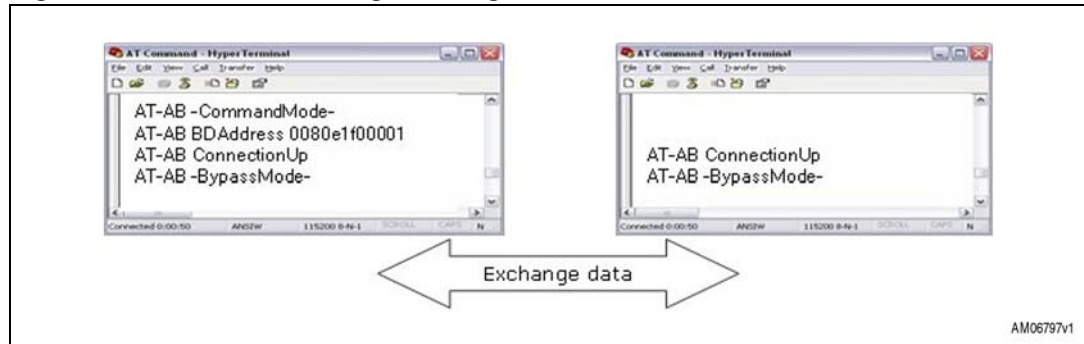 AT Command - HyperTerminal
File Edit View Call Transfer Help
AT-AB -CommandMode-
AT-AB BDAddress 0080e1f00001
AT-AB ConnectionUp
AT-AB -BypassMode-
Connected 0:00:50 ANSIW 115200 8-N-1 SCROLL CAPS N
AT Command - HyperTerminal
File Edit View Call Transfer Help
AT-AB ConnectionUp
AT-AB -BypassMode-
Connected 0:00:50 ANSIW 115200 8-N-1 SCROLL CAPS N
Exchange data
AM06797v1